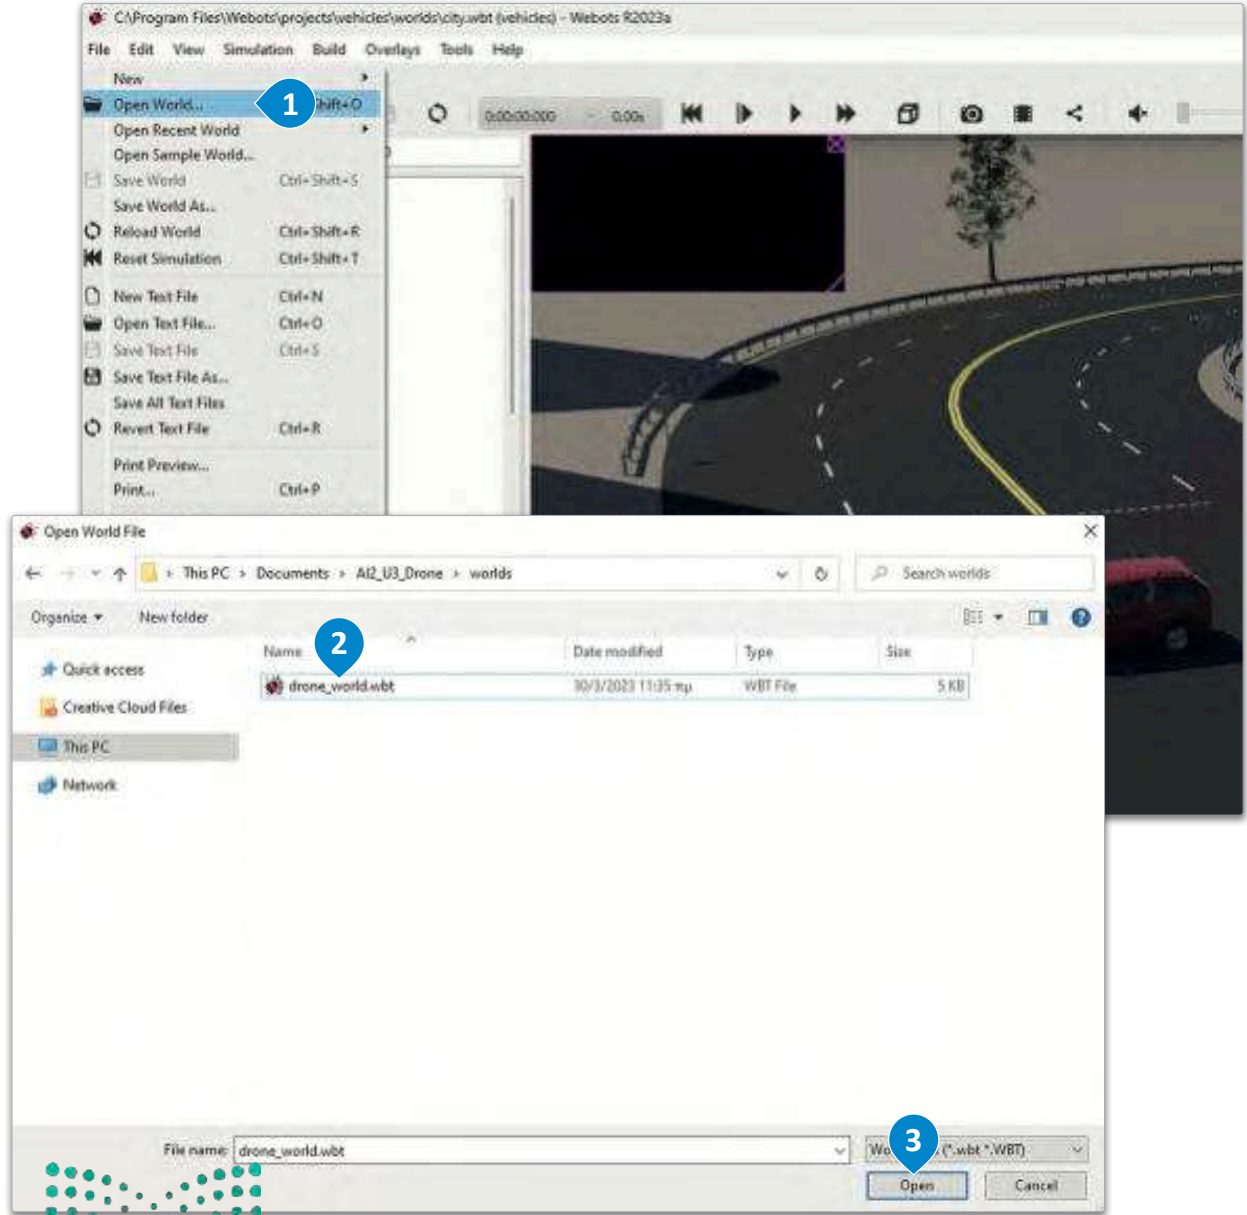 C:\Program Files\Webots\projects\vehicles\worlds\city.wbt (vehicles) - Webots R2023a
File Edit View Simulation Build Overlays Tools Help
New
Open World... 1 Shift+O
0:00:00:000 - 0.00x
Open Recent World
Open Sample World...
Save World Ctrl+Shift+S
Save World As...
Reload World Ctrl+Shift+R
Reset Simulation Ctrl+Shift+T
New Text File Ctrl+N
Open Text File... Ctrl+O
Save Text File Ctrl+S
Save Text File As...
Save All Text Files
Revert Text File Ctrl+R
Print Preview...
Print... Ctrl+P
Open World File
This PC > Documents > AI2_U3_Drone > worlds
Search worlds
Organize New folder
2
Name Date modified Type Size
drone_world.wbt 30/3/2023 11:35 πμ WBT File 5 KB
Quick access
Creative Cloud Files
This PC
Network
3
File name: drone_world.wbt
(*.wbt *.WBT)
Open Cancel